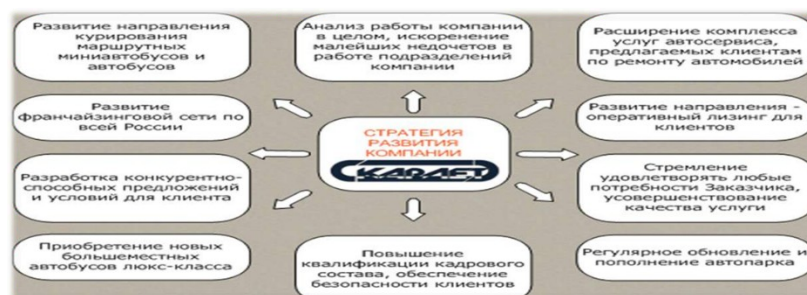 Развитие направления
курирования
маршрутных
миниавтобусов и
автобусов
Анализ работы компании
в целом, искоренение
малейших недочетов в
работе подразделений
компании
Расширение комплекса
услуг автосервиса,
предлагаемых клиентам
по ремонту автомобилей
Развитие
франчайзинговой сети по
всей России
СТРАТЕГИЯ
РАЗВИТИЯ
КОМПАНИИ
Развитие направления -
оперативный лизинг для
клиентов
Разработка конкурентно-
способных предложений
и условий для клиента
Стремление
удовлетворять любые
потребности Заказчика,
усовершенствование
качества услуги
Приобретение новых
большеместных
автобусов люкс-класса
Повышение
квалификации кадрового
состава, обеспечение
безопасности клиентов
Регулярное обновление и
пополнение автопарка